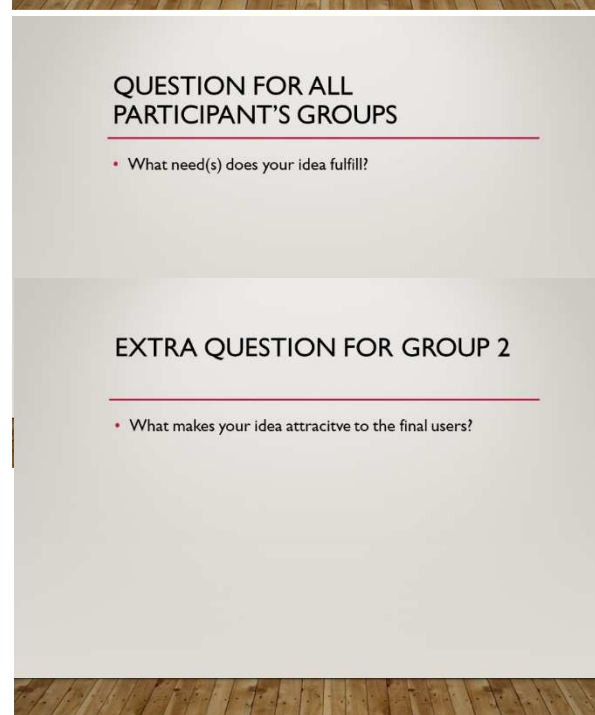 QUESTION FOR ALL
PARTICIPANT'S GROUPS
• What need(s) does your idea fulfill?
EXTRA QUESTION FOR GROUP 2
• What makes your idea attracitve to the final users?